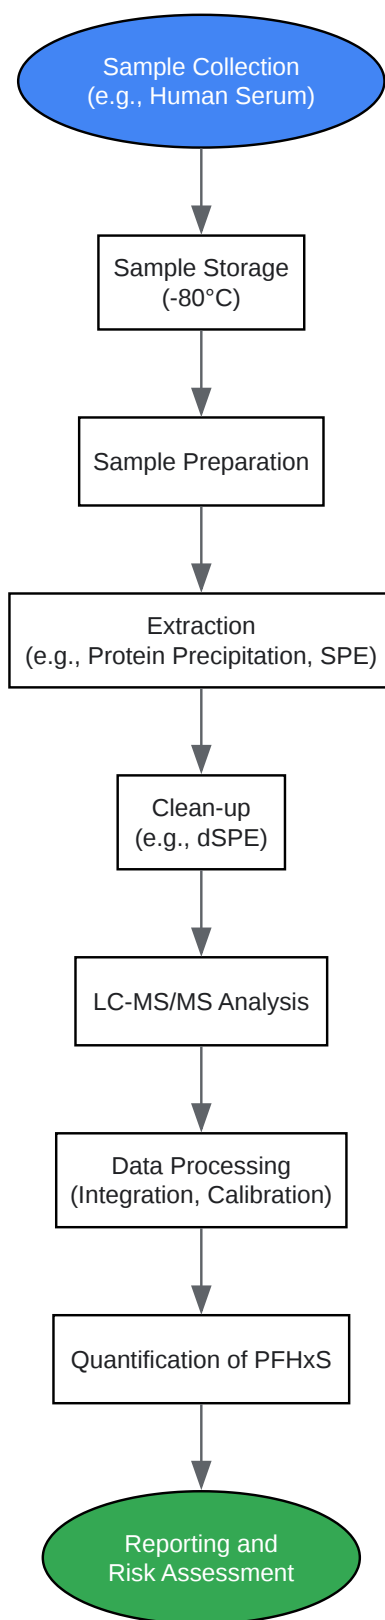 Sample Collection
(e.g., Human Serum)
Sample Storage
(-80°C)
Sample Preparation
Extraction
(e.g., Protein Precipitation, SPE)
Clean-up
(e.g., dSPE)
LC-MS/MS Analysis
Data Processing
(Integration, Calibration)
Quantification of PFHxS
Reporting and
Risk Assessment